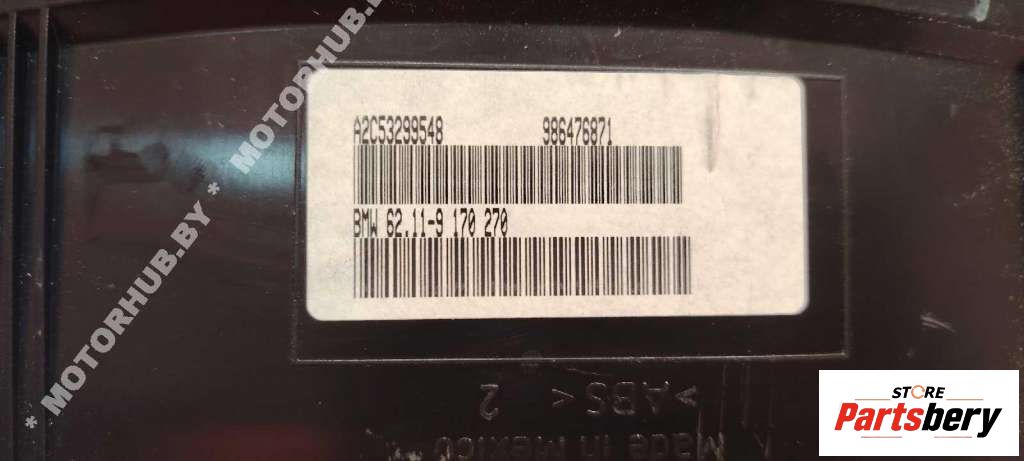 * MOTORHUB.BY * MOTORHUB.BY
A2C53299548 986476871
BMW 62.11-9 170 270
>ABS< 2
Made in Mexico
STORE
Partsbery